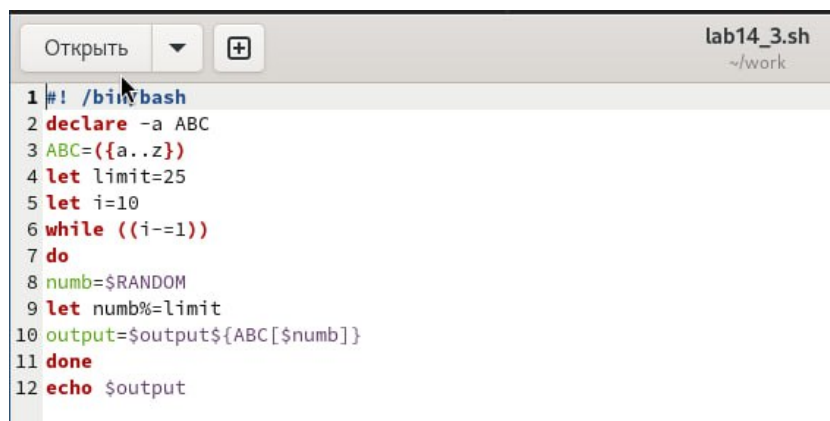 Открыть
lab14_3.sh
~/work
1 #! /bin/bash
2 declare -a ABC
3 ABC=({a..z})
4 let limit=25
5 let i=10
6 while ((i-=1))
7 do
8 numb=$RANDOM
9 let numb%=limit
10 output=$output${ABC[$numb]}
11 done
12 echo $output